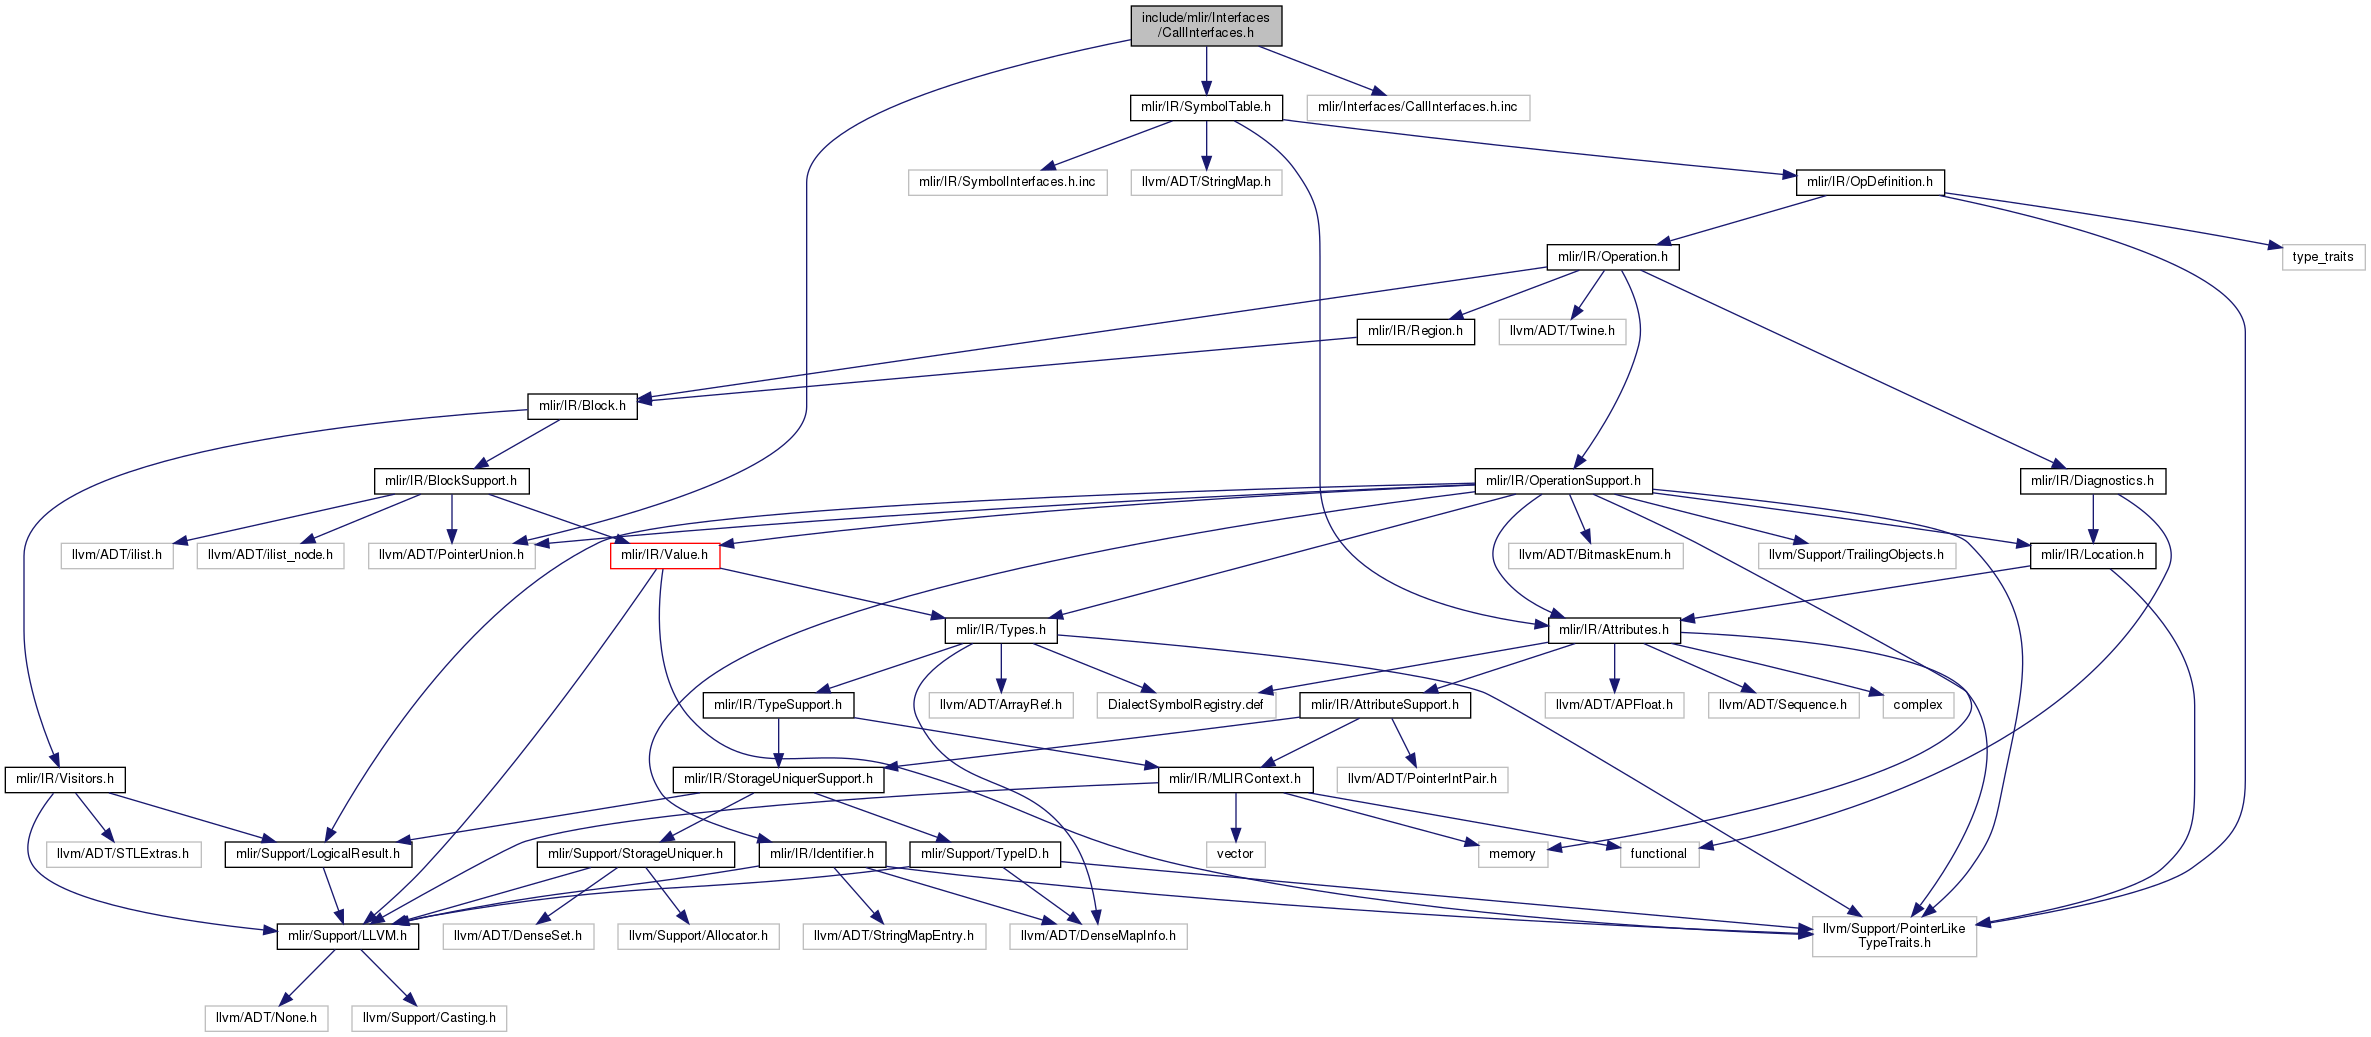 include/mlir/Interfaces
/CallInterfaces.h
mlir/IR/SymbolTable.h
mlir/Interfaces/CallInterfaces.h.inc
mlir/IR/SymbolInterfaces.h.inc
llvm/ADT/StringMap.h
mlir/IR/OpDefinition.h
mlir/IR/Operation.h
type_traits
mlir/IR/Region.h
llvm/ADT/Twine.h
mlir/IR/Block.h
mlir/IR/BlockSupport.h
mlir/IR/OperationSupport.h
mlir/IR/Diagnostics.h
llvm/ADT/ilist.h
llvm/ADT/ilist_node.h
llvm/ADT/PointerUnion.h
mlir/IR/Value.h
llvm/ADT/BitmaskEnum.h
llvm/Support/TrailingObjects.h
mlir/IR/Location.h
mlir/IR/Types.h
mlir/IR/Attributes.h
mlir/IR/TypeSupport.h
llvm/ADT/ArrayRef.h
DialectSymbolRegistry.def
mlir/IR/AttributeSupport.h
llvm/ADT/APFloat.h
llvm/ADT/Sequence.h
complex
mlir/IR/Visitors.h
mlir/IR/StorageUniquerSupport.h
mlir/IR/MLIRContext.h
llvm/ADT/PointerIntPair.h
llvm/ADT/STLExtras.h
mlir/Support/LogicalResult.h
mlir/Support/StorageUniquer.h
mlir/IR/Identifier.h
mlir/Support/TypeID.h
vector
memory
functional
mlir/Support/LLVM.h
llvm/ADT/DenseSet.h
llvm/Support/Allocator.h
llvm/ADT/StringMapEntry.h
llvm/ADT/DenseMapInfo.h
llvm/Support/PointerLike
TypeTraits.h
llvm/ADT/None.h
llvm/Support/Casting.h